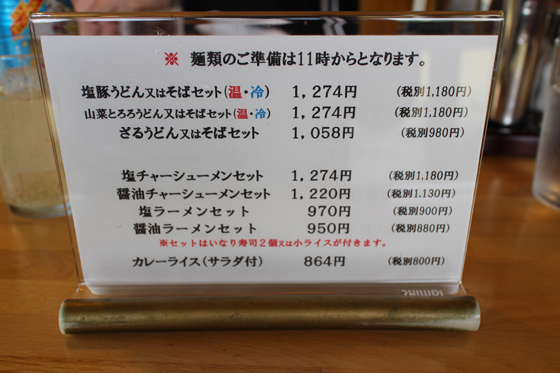 ※ 麺類のご準備は11時からとなります。
塩豚うどん又はそばセット(温・冷) 1,274円 (税別1,180円)
山菜とろろうどん又はそばセット(温・冷) 1,274円 (税別1,180円)
ざるうどん又はそばセット 1,058円 (税別980円)
塩チャーシューメンセット 1,274円 (税別1,180円)
醤油チャーシューメンセット 1,220円 (税別1,130円)
塩ラーメンセット 970円 (税別900円)
醤油ラーメンセット 950円 (税別880円)
※セットはいなり寿司2個又は小ライスが付きます。
カレーライス(サラダ付) 864円 (税別800円)